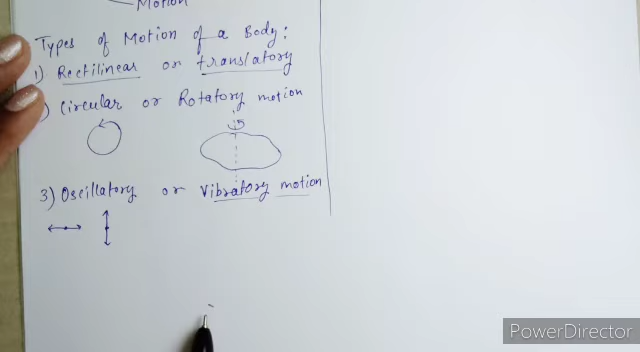 Motion
Types of Motion of a Body:
1) Rectilinear or translatory
) Circular or Rotatory motion
3) Oscillatory or Vibratory motion
PowerDirector